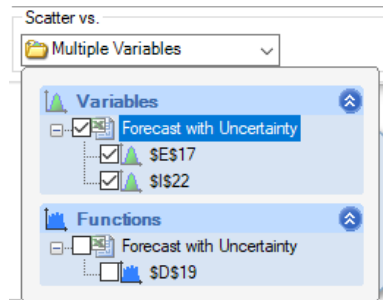 Scatter vs.
Multiple Variables
Variables
Forecast with Uncertainty
$E$17
$I$22
Functions
Forecast with Uncertainty
$D$19